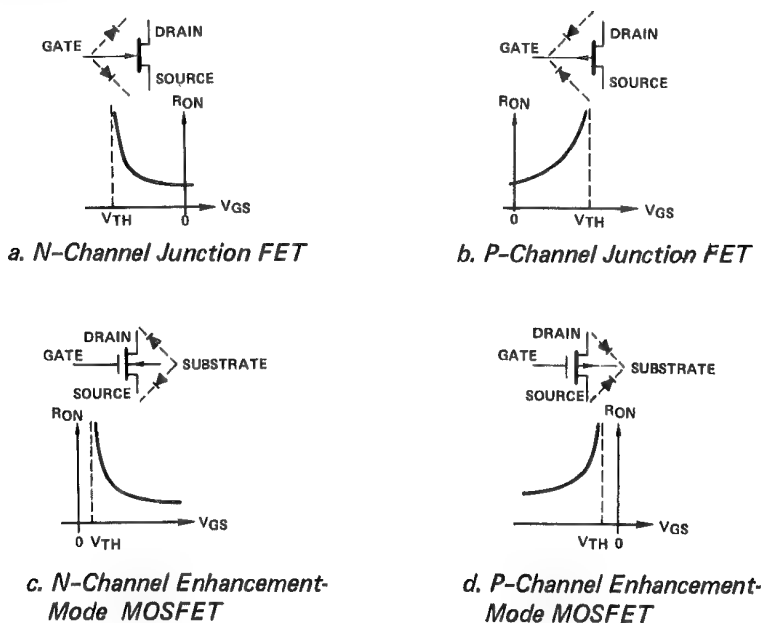 DRAIN
GATE
SOURCE
RON
VTH
0
VGS
a. N-Channel Junction FET
DRAIN
GATE
SOURCE
RON
0
VTH
VGS
b. P-Channel Junction FET
DRAIN
GATE
SUBSTRATE
SOURCE
RON
0
VTH
VGS
c. N-Channel Enhancement-
Mode MOSFET
DRAIN
GATE
SUBSTRATE
SOURCE
RON
VTH
0
VGS
d. P-Channel Enhancement-
Mode MOSFET